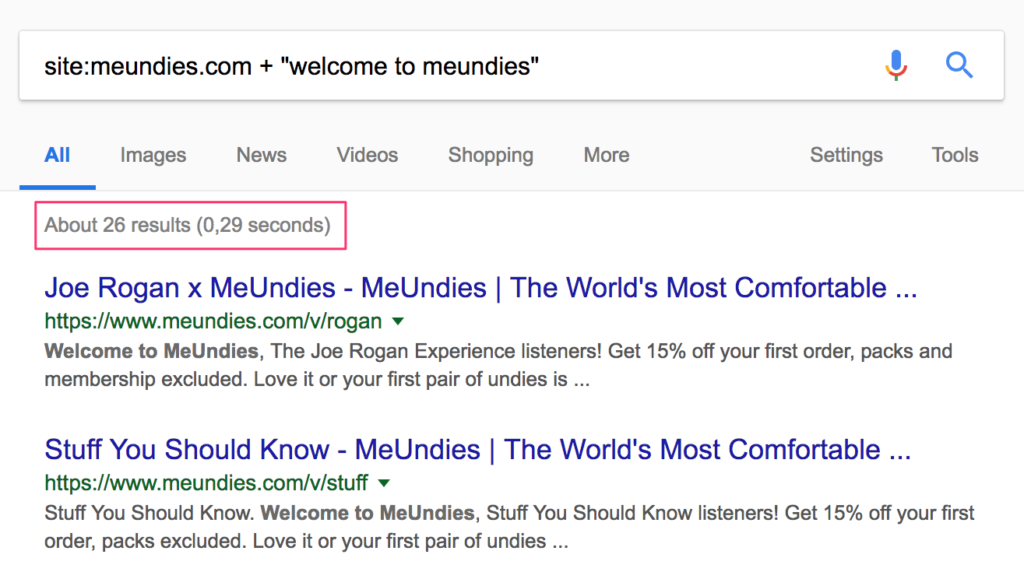 site:meundies.com + "welcome to meundies"
All Images News Videos Shopping More Settings Tools
About 26 results (0,29 seconds)
Joe Rogan x MeUndies - MeUndies | The World's Most Comfortable ...
https://www.meundies.com/v/rogan
Welcome to MeUndies, The Joe Rogan Experience listeners! Get 15% off your first order, packs and
membership excluded. Love it or your first pair of undies is ...
Stuff You Should Know - MeUndies | The World's Most Comfortable ...
https://www.meundies.com/v/stuff
Stuff You Should Know. Welcome to MeUndies, Stuff You Should Know listeners! Get 15% off your first
order, packs excluded. Love it or your first pair of undies ...